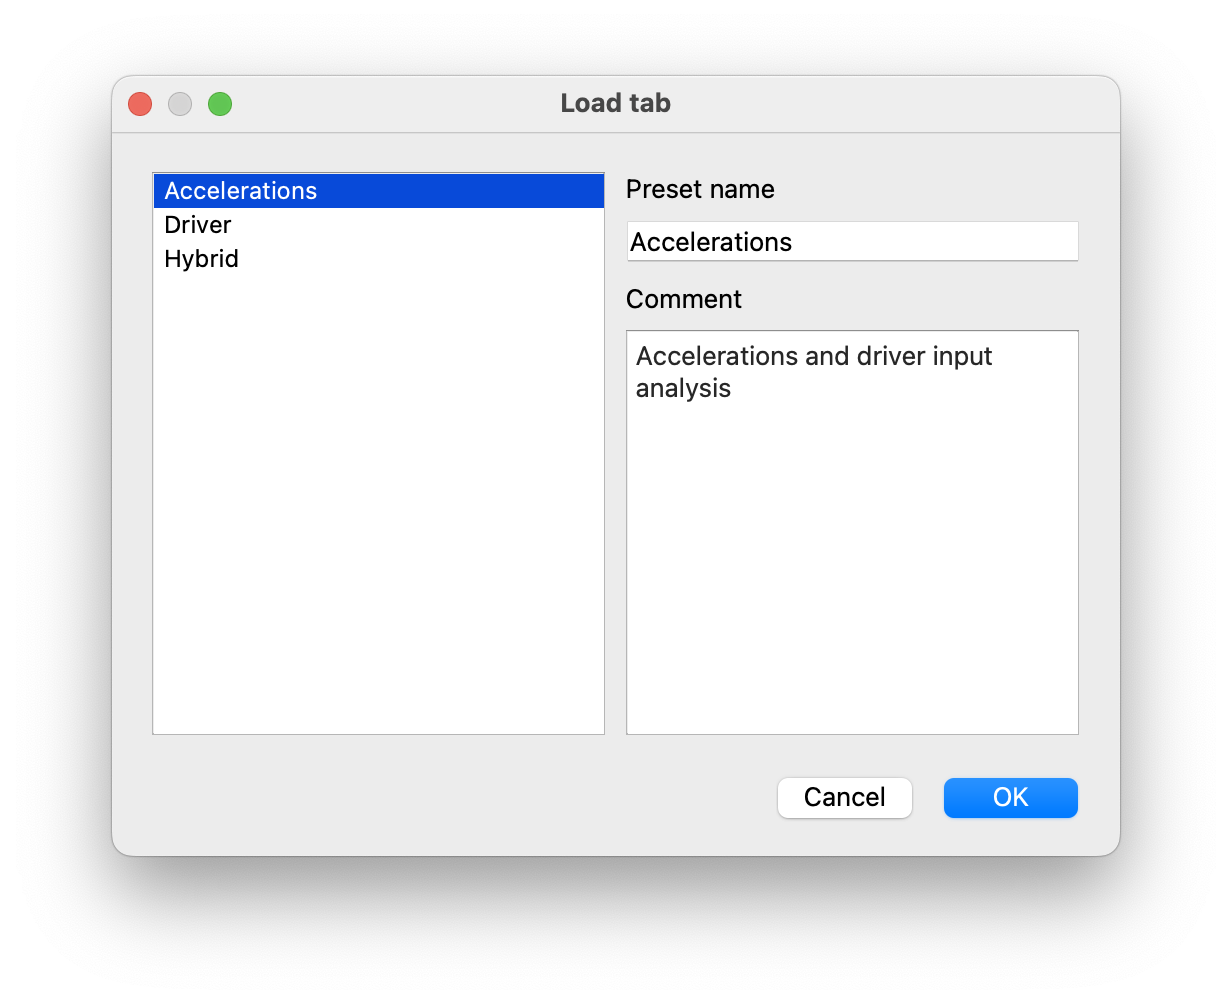 Load tab
Accelerations
Driver
Hybrid
Preset name
Accelerations
Comment
Accelerations and driver input
analysis
Cancel
OK